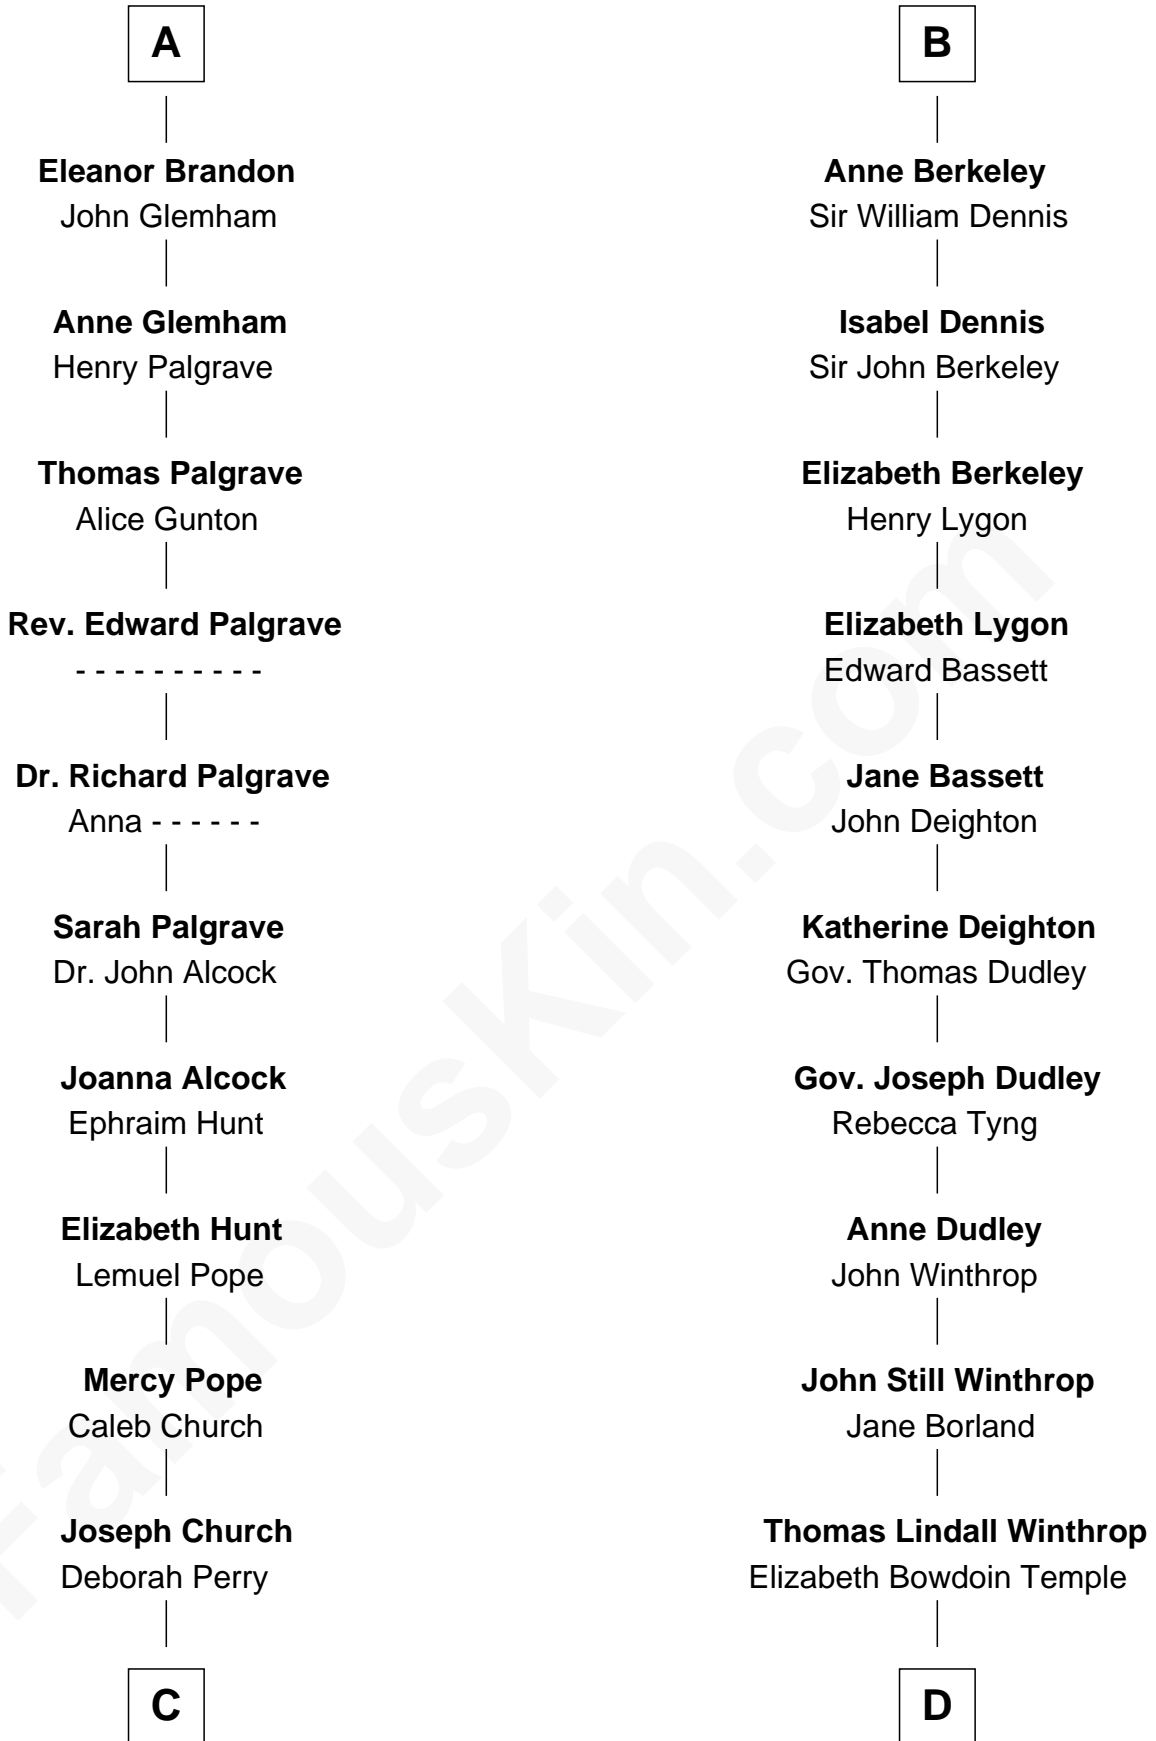 A
Eleanor Brandon
John Glemham
Anne Glemham
Henry Palgrave
Thomas Palgrave
Alice Gunton
Rev. Edward Palgrave
- - - - - - - - - -
Dr. Richard Palgrave
Anna - - - - - -
Sarah Palgrave
Dr. John Alcock
Joanna Alcock
Ephraim Hunt
Elizabeth Hunt
Lemuel Pope
Mercy Pope
Caleb Church
Joseph Church
Deborah Perry
C
B
Anne Berkeley
Sir William Dennis
Isabel Dennis
Sir John Berkeley
Elizabeth Berkeley
Henry Lygon
Elizabeth Lygon
Edward Bassett
Jane Bassett
John Deighton
Katherine Deighton
Gov. Thomas Dudley
Gov. Joseph Dudley
Rebecca Tyng
Anne Dudley
John Winthrop
John Still Winthrop
Jane Borland
Thomas Lindall Winthrop
Elizabeth Bowdoin Temple
D
FamousKin.com